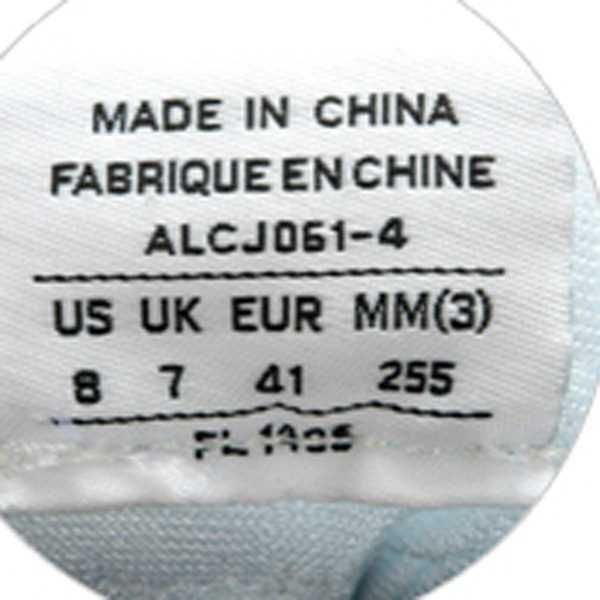 MADE IN CHINA
FABRIQUE EN CHINE
ALCJ061-4
US UK EUR MM(3)
8 7 41 255